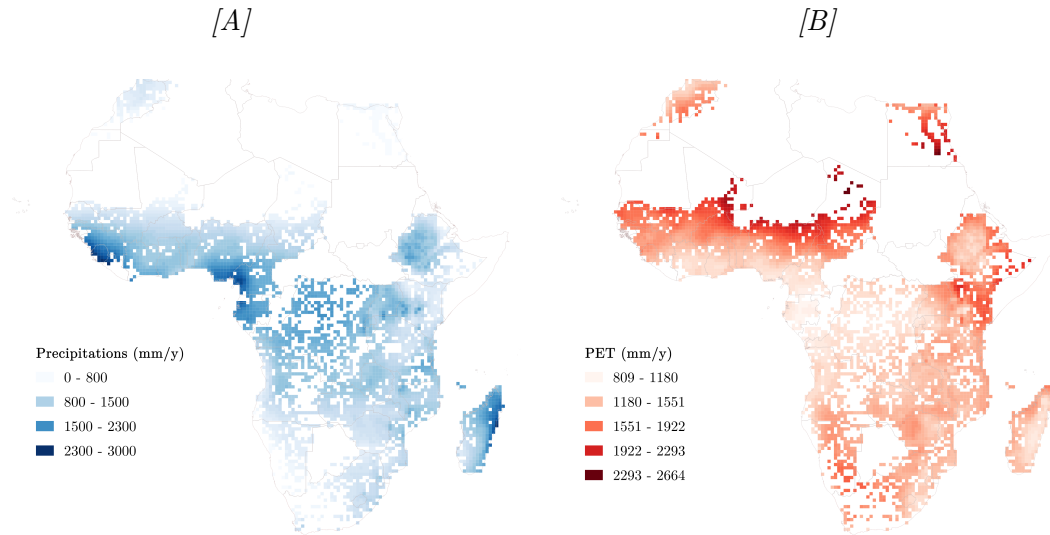 [A]
[B]
Precipitations (mm/y)
0 - 800
800 - 1500
1500 - 2300
2300 - 3000
PET (mm/y)
809 - 1180
1180 - 1551
1551 - 1922
1922 - 2293
2293 - 2664